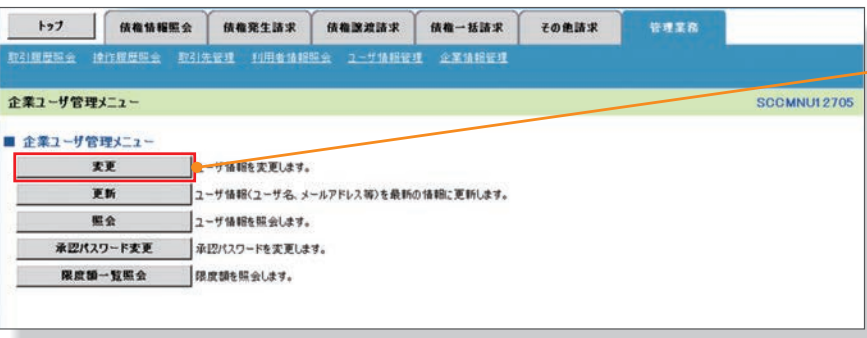 トップ 債権情報照会 債権発生請求 債権譲渡請求 債権一括請求 その他請求 管理業務
取引履歴照会 操作履歴照会 取引先管理 利用者情報照会 ユーザ情報管理 企業情報管理
企業ユーザ管理メニュー SCCMNU12705
■ 企業ユーザ管理メニュー
変更 ユーザ情報を変更します。
更新 ユーザ情報(ユーザ名、メールアドレス等)を最新の情報に更新します。
照会 ユーザ情報を照会します。
承認パスワード変更 承認パスワードを変更します。
限度額一覧照会 限度額を照会します。